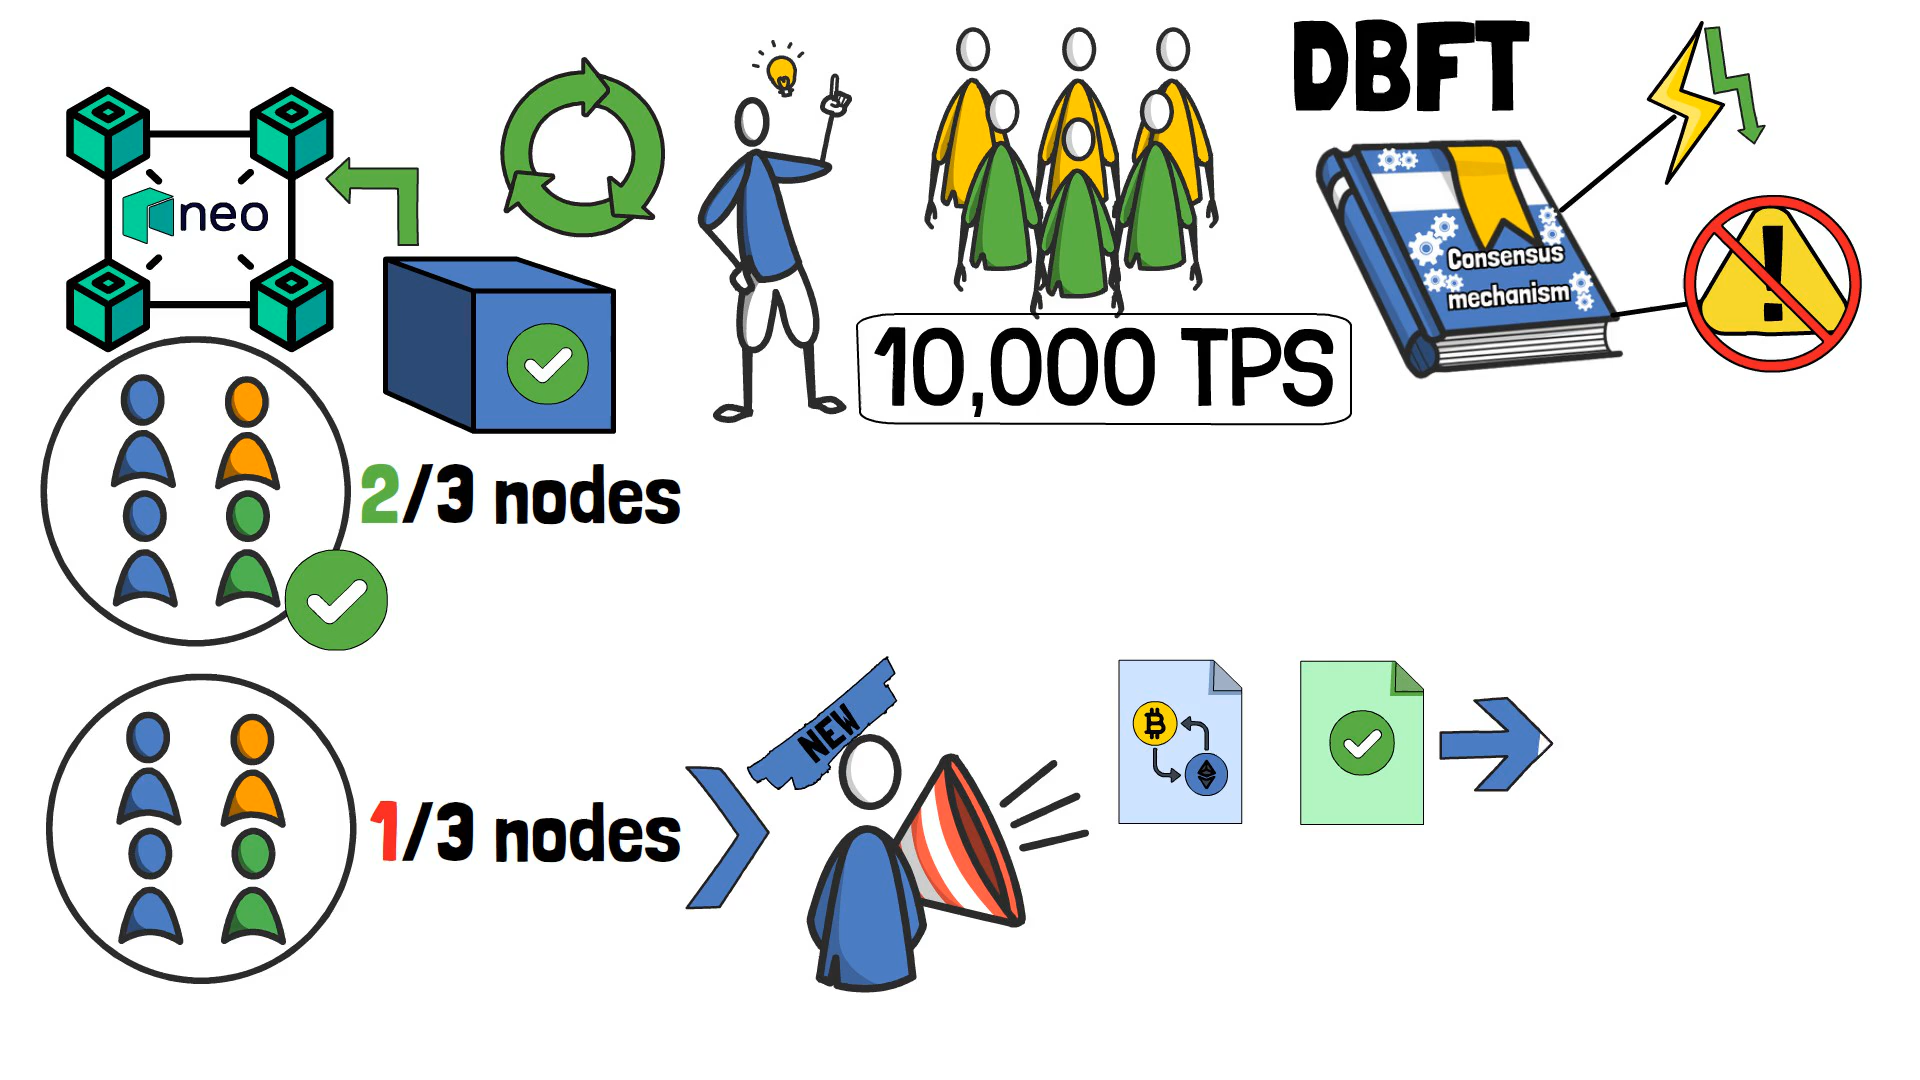 neo
10,000 TPS
DBFT
Consensus
mechanism
2/3 nodes
1/3 nodes
NEW